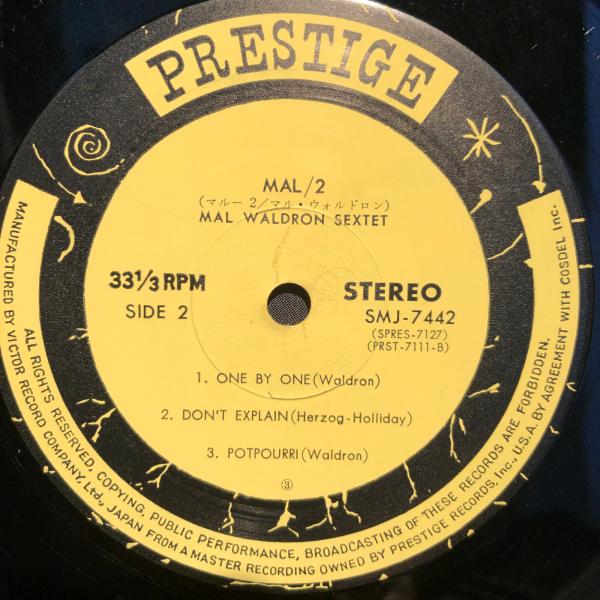 PRESTIGE
MAL/2
(マルー2/マル・ウォルドロン)
MAL WALDRON SEXTET
33 1/3 RPM
SIDE 2
STEREO
SMJ-7442
(SPRES-7127)
(PRST-7111-B)
1. ONE BY ONE (Waldron)
2. DON'T EXPLAIN (Herzog-Holliday)
3. POTPOURRI (Waldron)
③
ALL RIGHTS RESERVED. COPYING, PUBLIC PERFORMANCE, BROADCASTING OF THESE RECORDS ARE FORBIDDEN.
MANUFACTURED BY VICTOR RECORD COMPANY. Ltd., JAPAN FROM A MASTER RECORDING OWNED BY PRESTIGE RECORDS, Inc., U.S.A. BY AGREEMENT WITH COSDEL Inc.